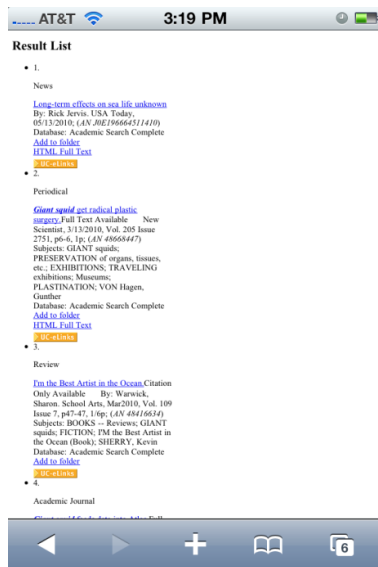 AT&T 3:19 PM
Result List
1.
News
Long-term effects on sea life unknown
By: Rick Jervis. USA Today,
05/13/2010; (AN J0E196664511410)
Database: Academic Search Complete
Add to folder
HTML Full Text
UC-eLinks
2.
Periodical
Giant squid get radical plastic
surgery. Full Text Available New
Scientist, 3/13/2010, Vol. 205 Issue
2751, p6-6, 1p; (AN 48668447)
Subjects: GIANT squids;
PRESERVATION of organs, tissues,
etc.; EXHIBITIONS; TRAVELING
exhibitions; Museums;
PLASTINATION; VON Hagen,
Gunther
Database: Academic Search Complete
Add to folder
HTML Full Text
UC-eLinks
3.
Review
I'm the Best Artist in the Ocean. Citation
Only Available By: Warwick,
Sharon. School Arts, Mar2010, Vol. 109
Issue 7, p47-47, 1/6p; (AN 48416634)
Subjects: BOOKS -- Reviews; GIANT
squids; FICTION; I'M the Best Artist in
the Ocean (Book); SHERRY, Kevin
Database: Academic Search Complete
Add to folder
UC-eLinks
4.
Academic Journal
6